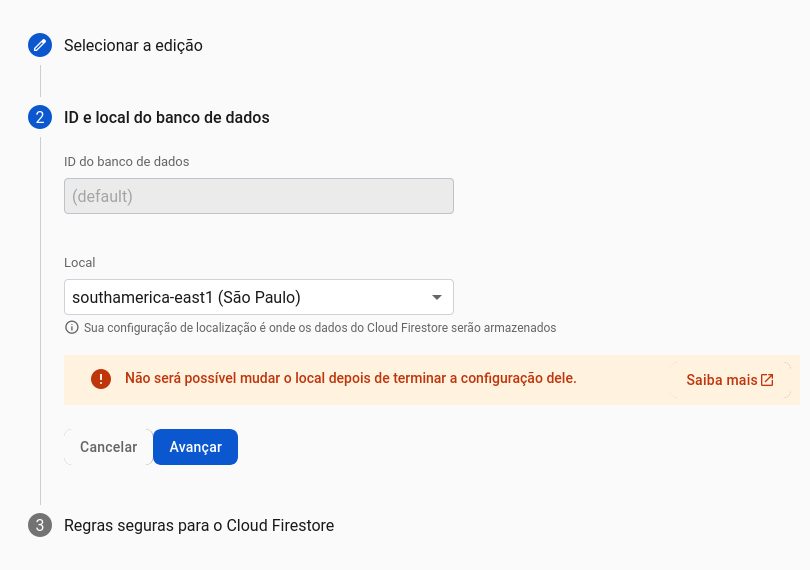 Selecionar a edição
2
ID e local do banco de dados
ID do banco de dados
(default)
Local
southamerica-east1 (São Paulo)
Sua configuração de localização é onde os dados do Cloud Firestore serão armazenados
Não será possível mudar o local depois de terminar a configuração dele.
Saiba mais
Cancelar
Avançar
3
Regras seguras para o Cloud Firestore